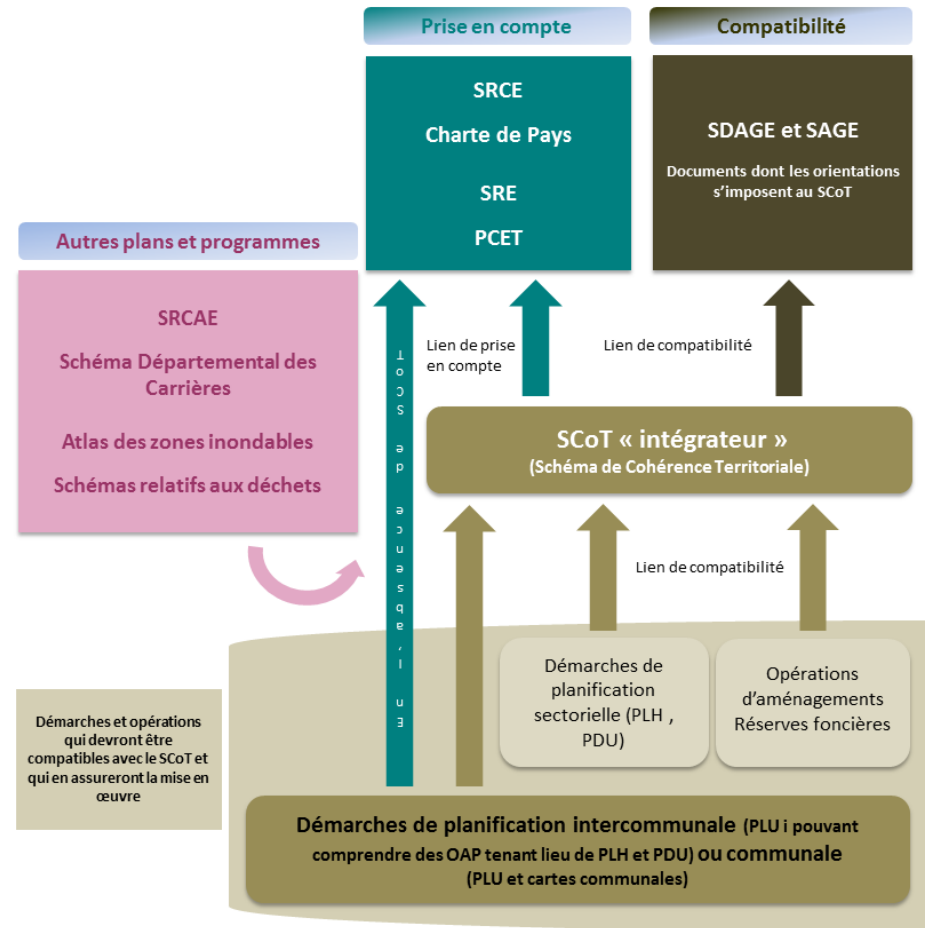 Prise en compte
Compatibilité
SRCE
Charte de Pays
SRE
PCET
SDAGE et SAGE
Documents dont les orientations
s'imposent au SCoT
Autres plans et programmes
SRCAE
Schéma Départemental des
Carrières
Atlas des zones inondables
Schémas relatifs aux déchets
En l'absence de SCoT
Lien de prise
en compte
Lien de compatibilité
SCoT « intégrateur »
(Schéma de Cohérence Territoriale)
Lien de compatibilité
Démarches de
planification
sectorielle (PLH ,
PDU)
Opérations
d'aménagements
Réserves foncières
Démarches et opérations
qui devront être
compatibles avec le SCoT et
qui en assureront la mise en
œuvre
Démarches de planification intercommunale (PLU i pouvant
comprendre des OAP tenant lieu de PLH et PDU) ou communale
(PLU et cartes communales)